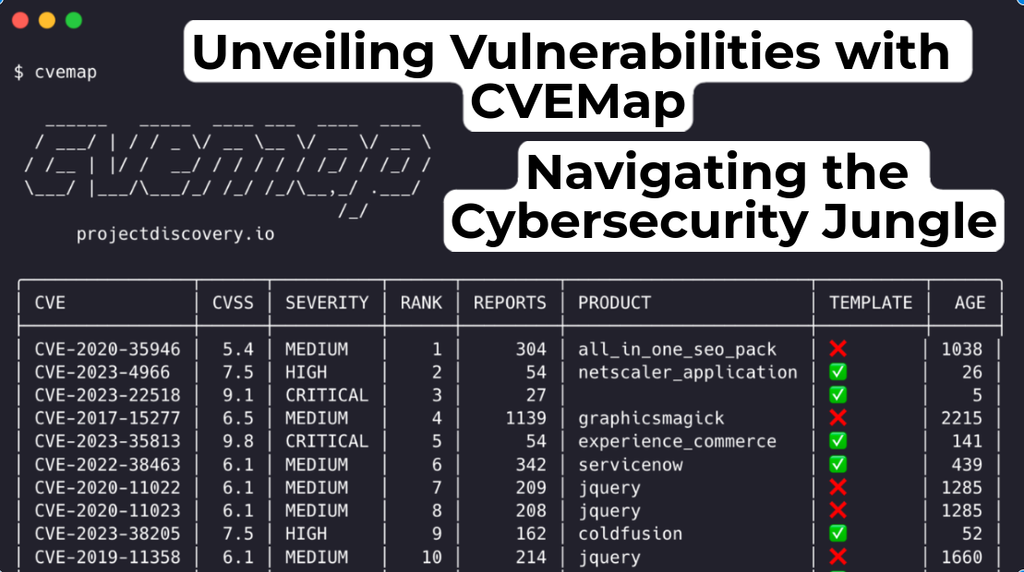 Unveiling Vulnerabilities with
CVEMap
$ cvemap
Navigating the
Cybersecurity Jungle
cvemap
projectdiscovery.io
CVE CVSS SEVERITY RANK REPORTS PRODUCT TEMPLATE AGE
CVE-2020-35946 5.4 MEDIUM 1 304 all_in_one_seo_pack ❌ 1038
CVE-2023-4966 7.5 HIGH 2 54 netscaler_application ✅ 26
CVE-2023-22518 9.1 CRITICAL 3 27 ✅ 5
CVE-2017-15277 6.5 MEDIUM 4 1139 graphicsmagick ❌ 2215
CVE-2023-35813 9.8 CRITICAL 5 54 experience_commerce ✅ 141
CVE-2022-38463 6.1 MEDIUM 6 342 servicenow ✅ 439
CVE-2020-11022 6.1 MEDIUM 7 209 jquery ❌ 1285
CVE-2020-11023 6.1 MEDIUM 8 208 jquery ❌ 1285
CVE-2023-38205 7.5 HIGH 9 162 coldfusion ✅ 52
CVE-2019-11358 6.1 MEDIUM 10 214 jquery ❌ 1660